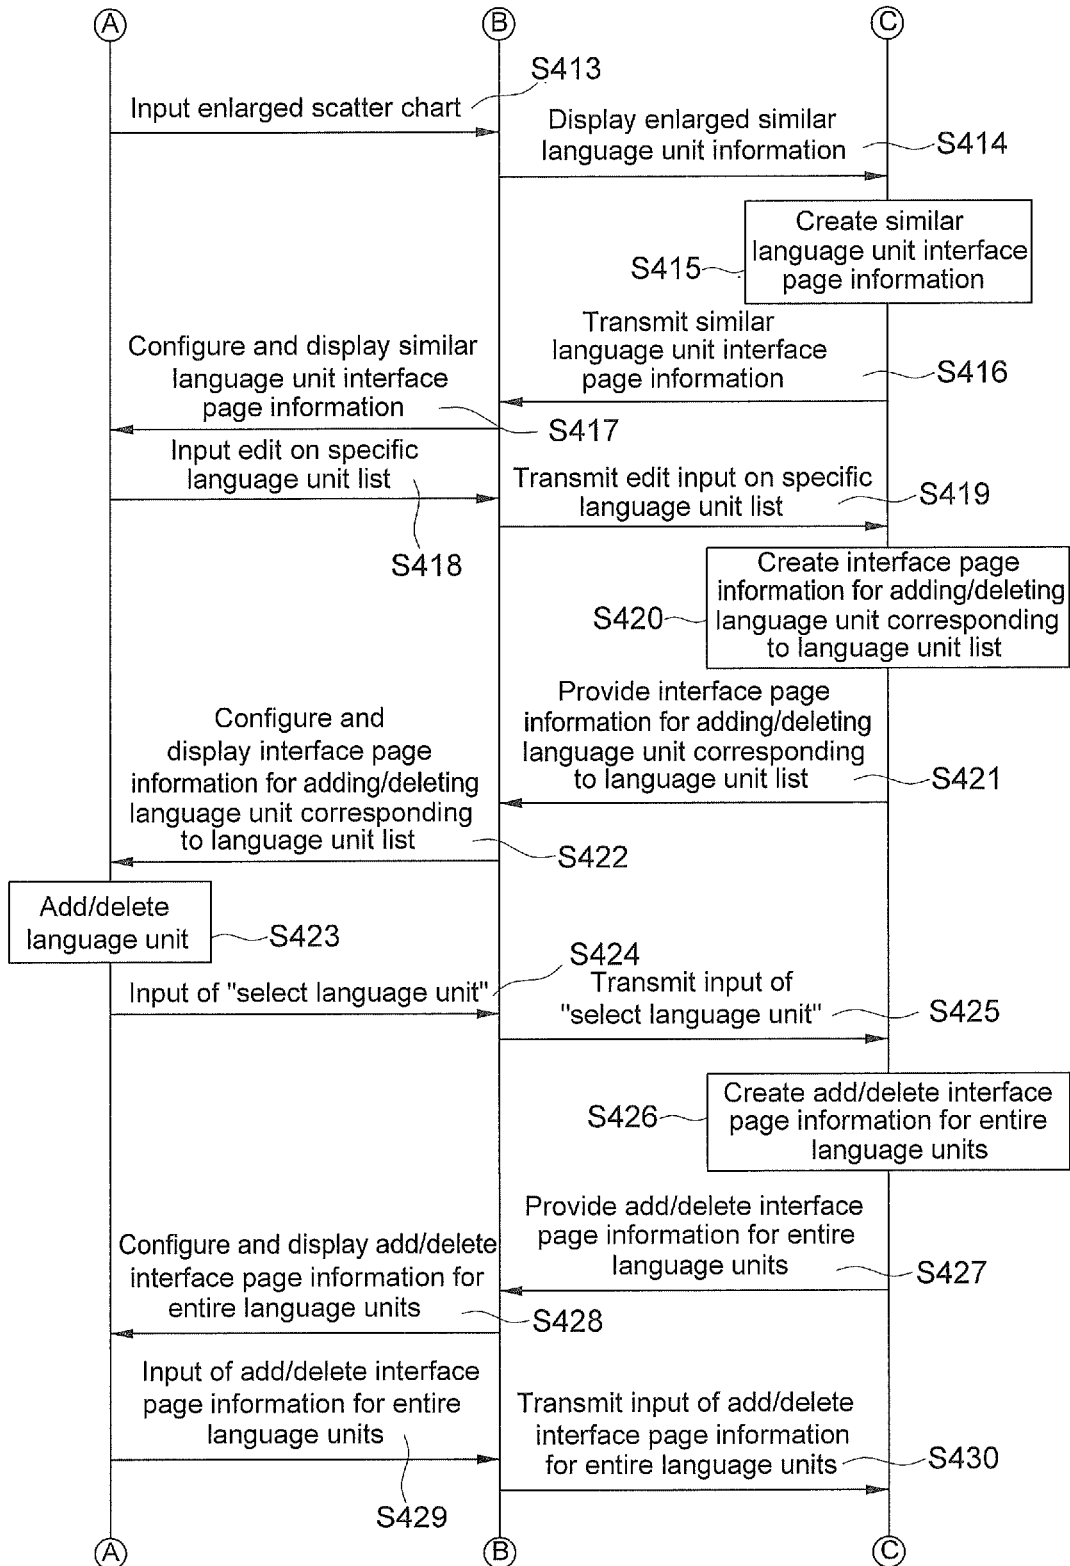 A
B
C
S413
Input enlarged scatter chart
Display enlarged similar
language unit information
S414
Create similar
language unit interface
page information
S415
Transmit similar
language unit interface
page information
S416
Configure and display similar
language unit interface
page information
S417
Input edit on specific
language unit list
S418
Transmit edit input on specific
language unit list
S419
Create interface page
information for adding/deleting
language unit corresponding
to language unit list
S420
Provide interface page
information for adding/deleting
language unit corresponding
to language unit list
S421
Configure and
display interface page
information for adding/deleting
language unit corresponding
to language unit list
S422
Add/delete
language unit
S423
S424
Input of "select language unit"
Transmit input of
"select language unit"
S425
Create add/delete interface
page information for entire
language units
S426
Provide add/delete interface
page information for entire
language units
S427
Configure and display add/delete
interface page information for
entire language units
S428
Input of add/delete interface
page information for entire
language units
S429
Transmit input of add/delete
interface page information
for entire language units
S430
A
B
C